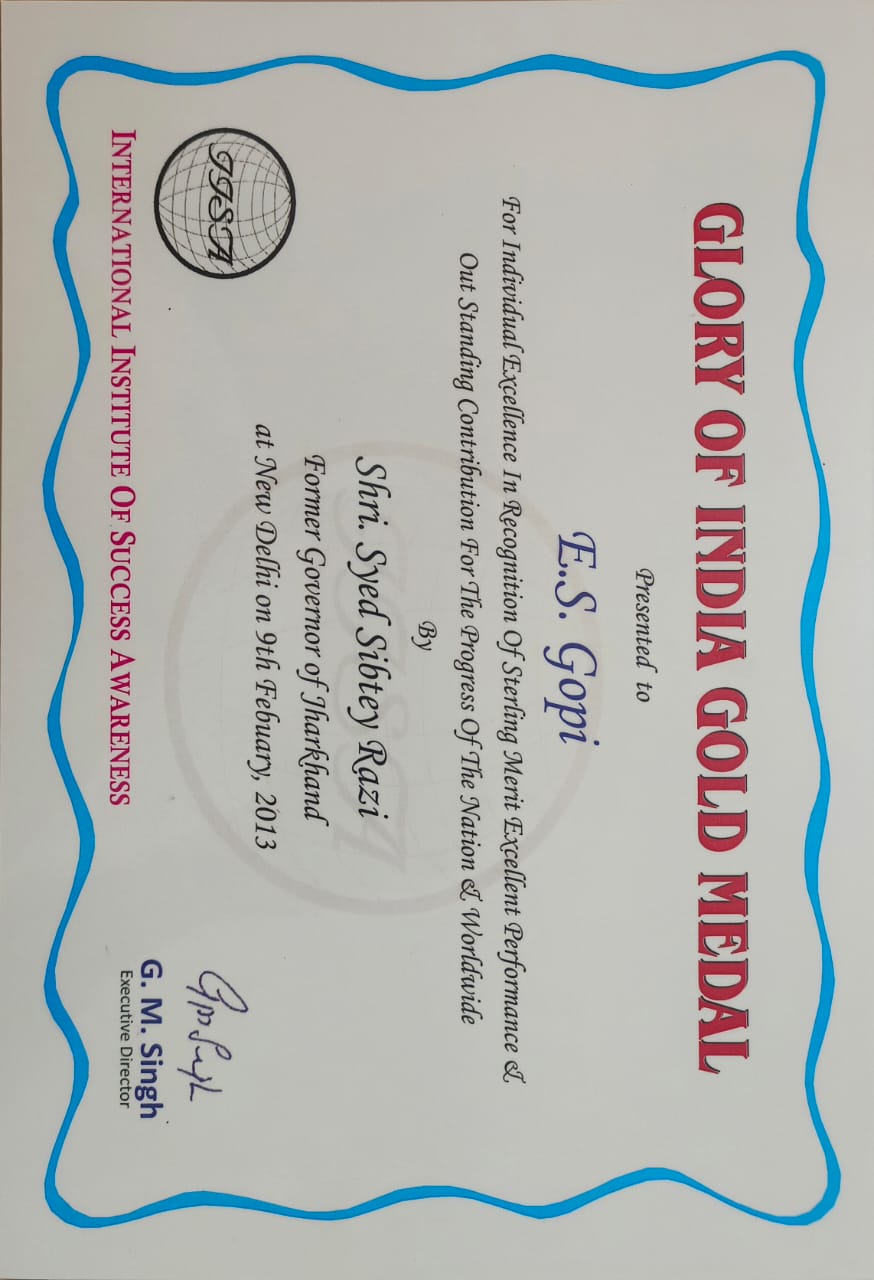 GLORY OF INDIA GOLD MEDAL
Presented to
E.S. Gopi
For Individual Excellence In Recognition Of Sterling Merit Excellent Performance &
Out Standing Contribution For The Progress Of The Nation & Worldwide
By
Shri. Syed Sibtey Razi
Former Governor of Jharkhand
at New Delhi on 9th Febuary, 2013
IISA
INTERNATIONAL INSTITUTE OF SUCCESS AWARENESS
G. M. Singh
Executive Director